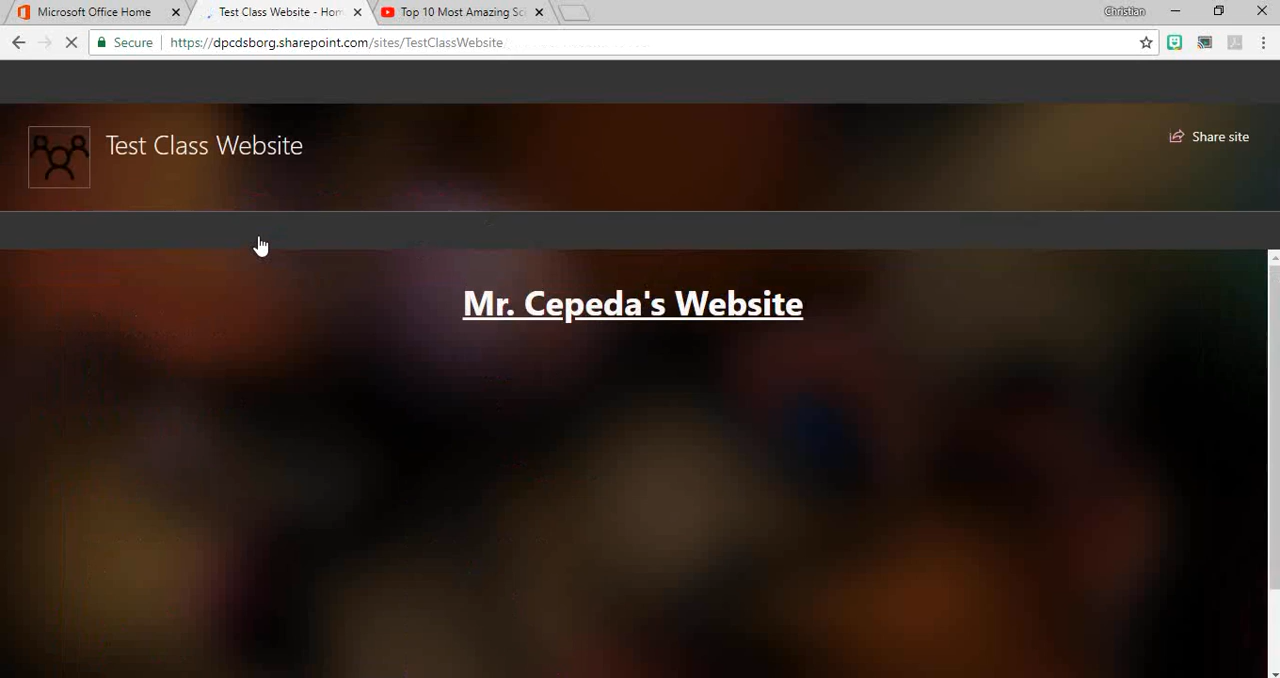 Microsoft Office Home
Test Class Website - Hom
Top 10 Most Amazing Sci
Christian
Secure
https://dpcdsborg.sharepoint.com/sites/TestClassWebsite/
Test Class Website
Share site
Mr. Cepeda's Website